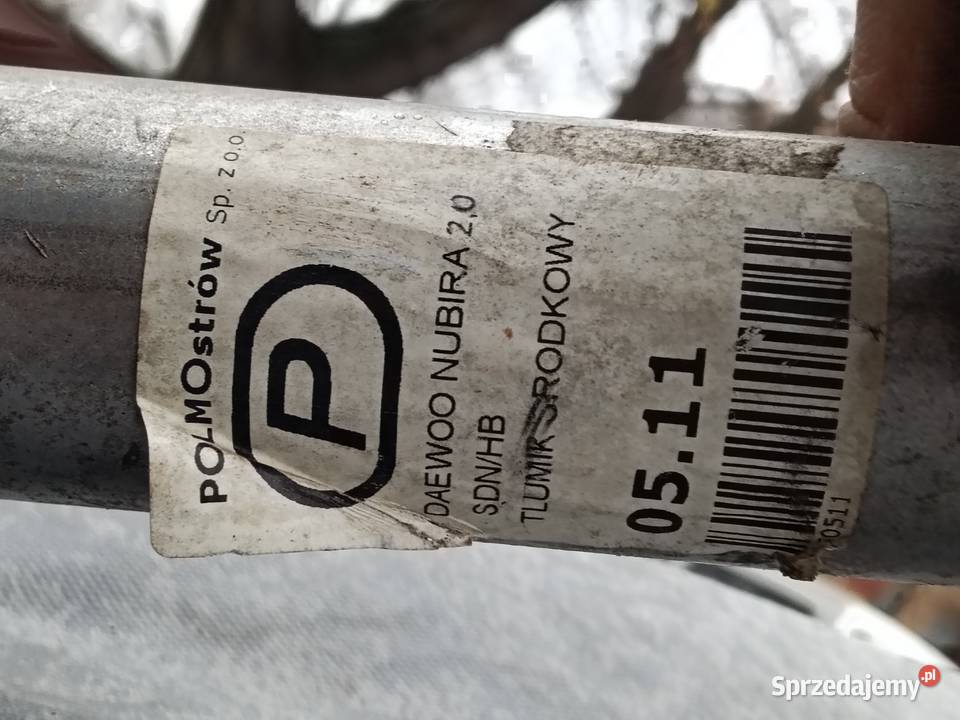 POLMOstrów Sp. z o.o.
P
DAEWOO NUBIRA 2,0
SDN/HB
TLUMIK SRODKOWY
05.11
0511
Sprzedajemy.pl